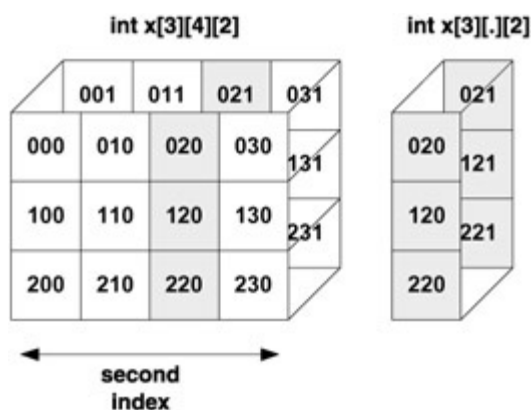 int x[3][4][2] int x[3][.][2]
001 011 021 031 021
000 010 020 030 020
131 121
100 110 120 130 120
231 221
200 210 220 230 220
second
index